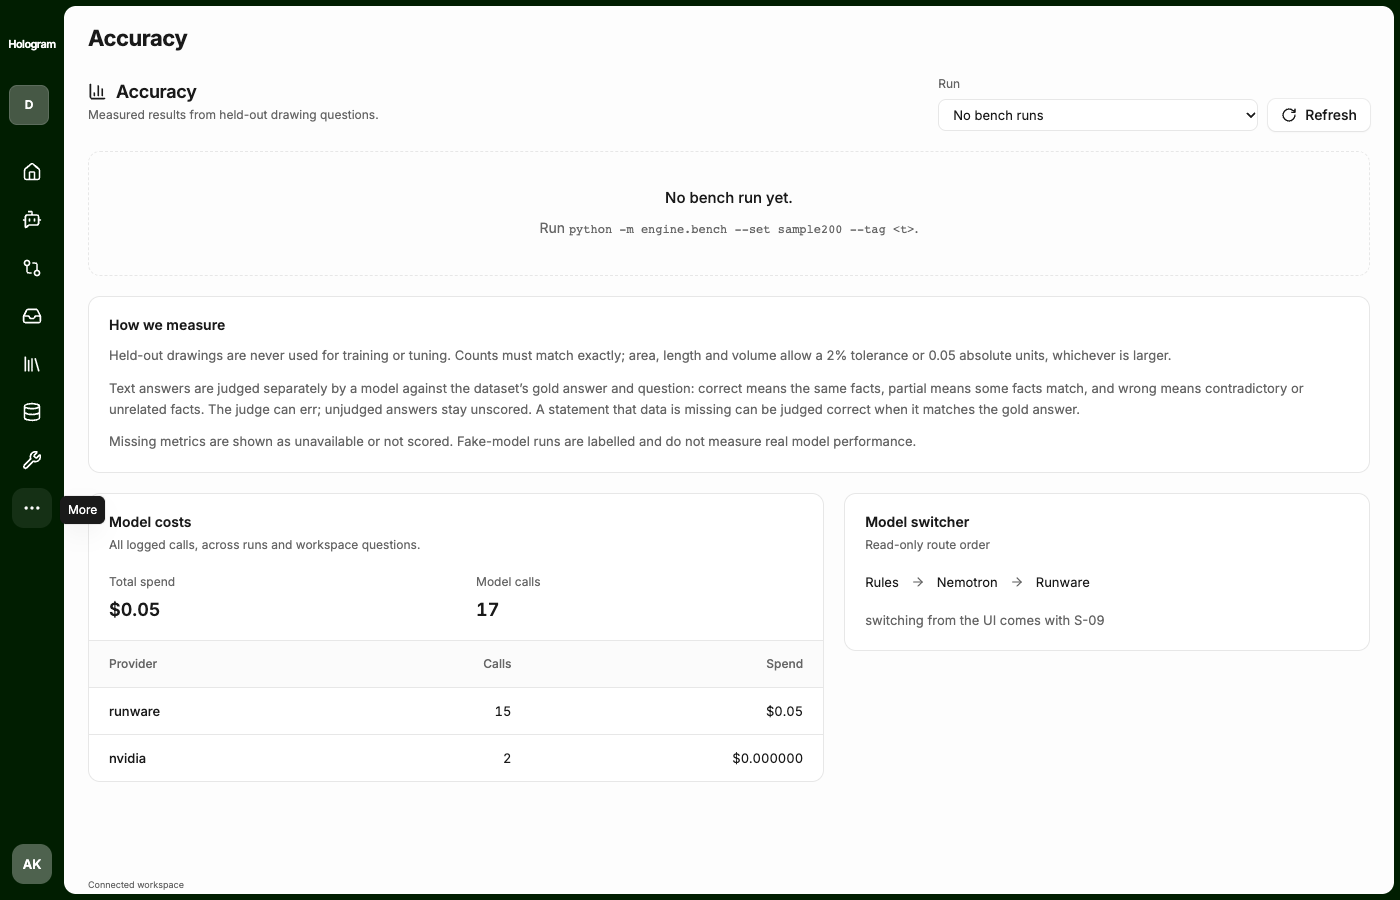 Hologram
Accuracy
D
Accuracy
Measured results from held-out drawing questions.
Run
No bench runs
Refresh
No bench run yet.
Run python -m engine.bench --set sample200 --tag <t>.
How we measure
Held-out drawings are never used for training or tuning. Counts must match exactly; area, length and volume allow a 2% tolerance or 0.05 absolute units, whichever is larger.
Text answers are judged separately by a model against the dataset’s gold answer and question: correct means the same facts, partial means some facts match, and wrong means contradictory or
unrelated facts. The judge can err; unjudged answers stay unscored. A statement that data is missing can be judged correct when it matches the gold answer.
Missing metrics are shown as unavailable or not scored. Fake-model runs are labelled and do not measure real model performance.
More
Model costs
All logged calls, across runs and workspace questions.
Total spend Model calls
$0.05 17
Provider Calls Spend
runware 15 $0.05
nvidia 2 $0.000000
Model switcher
Read-only route order
Rules → Nemotron → Runware
switching from the UI comes with S-09
AK
Connected workspace